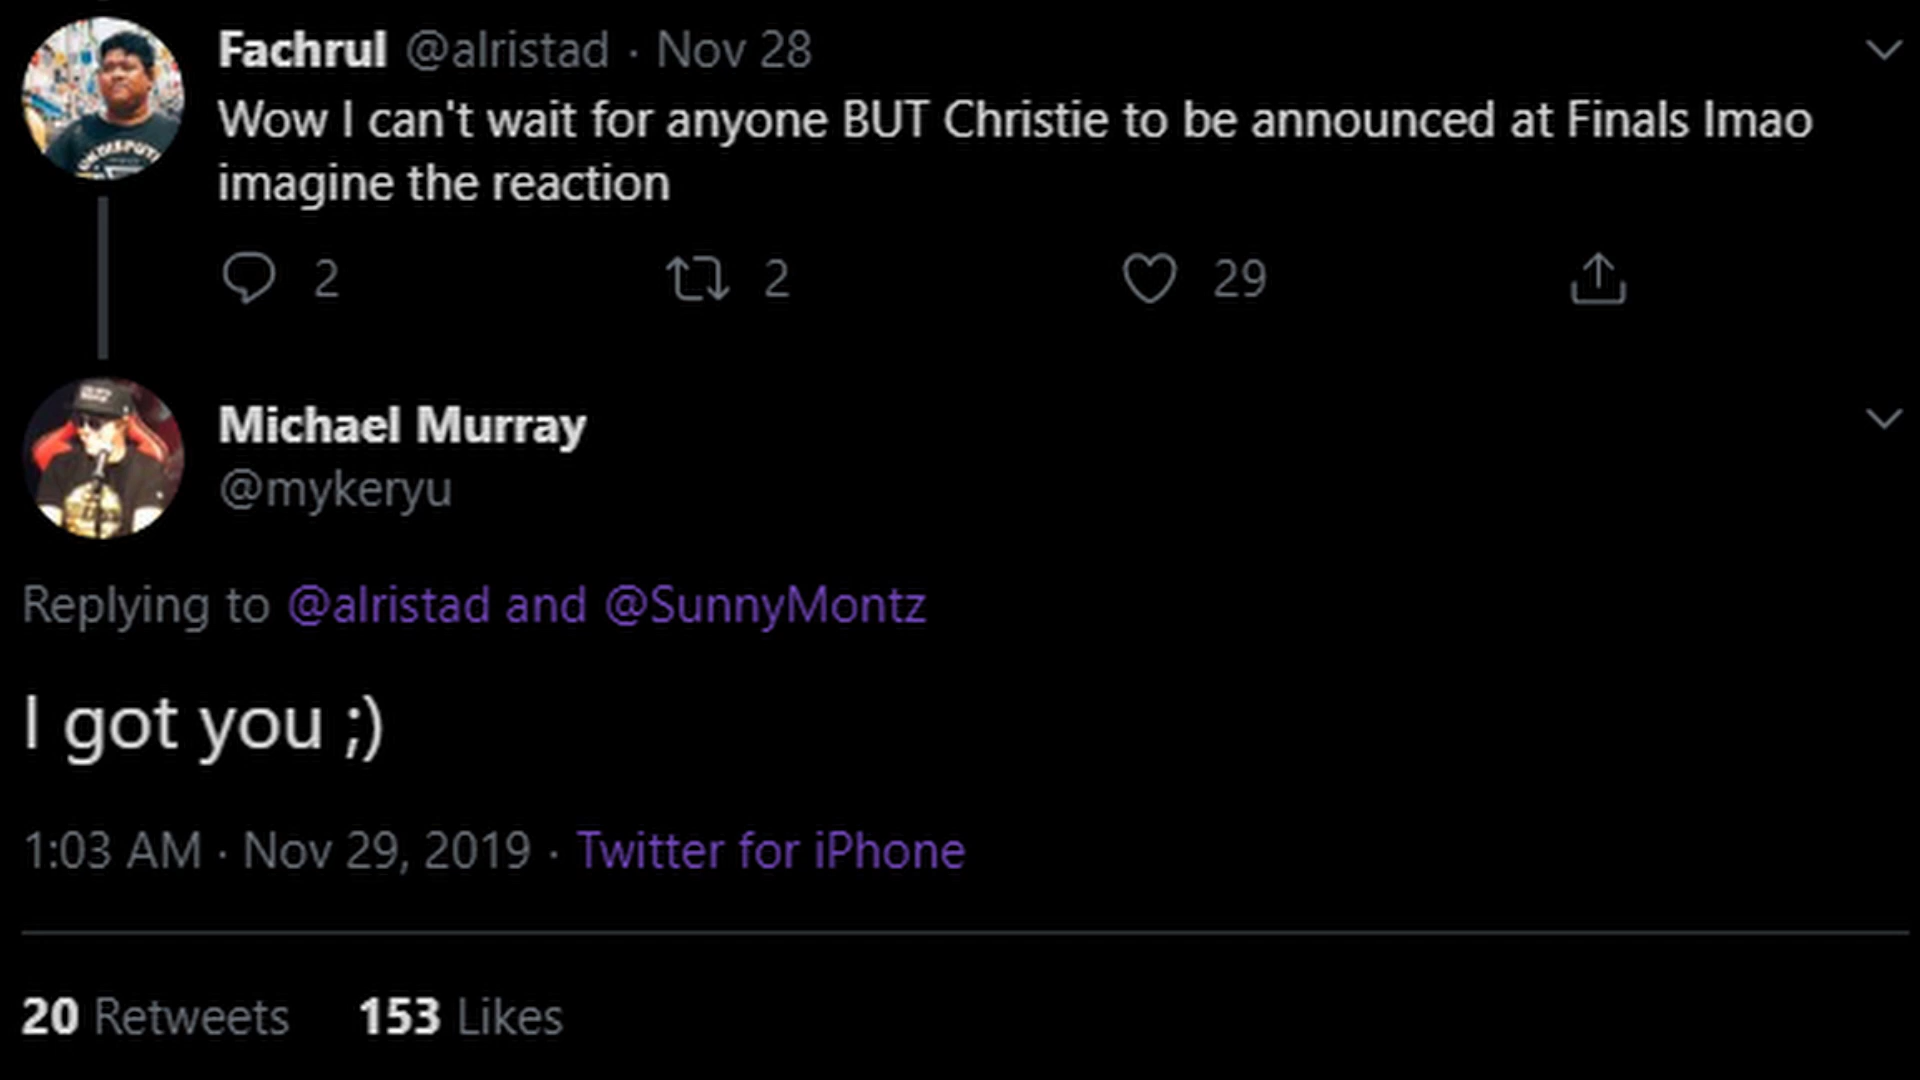 Fachrul @alristad · Nov 28
Wow I can't wait for anyone BUT Christie to be announced at Finals lmao
imagine the reaction
2 2 29
Michael Murray
@mykeryu
Replying to @alristad and @SunnyMontz
I got you ;)
1:03 AM · Nov 29, 2019 · Twitter for iPhone
20 Retweets 153 Likes